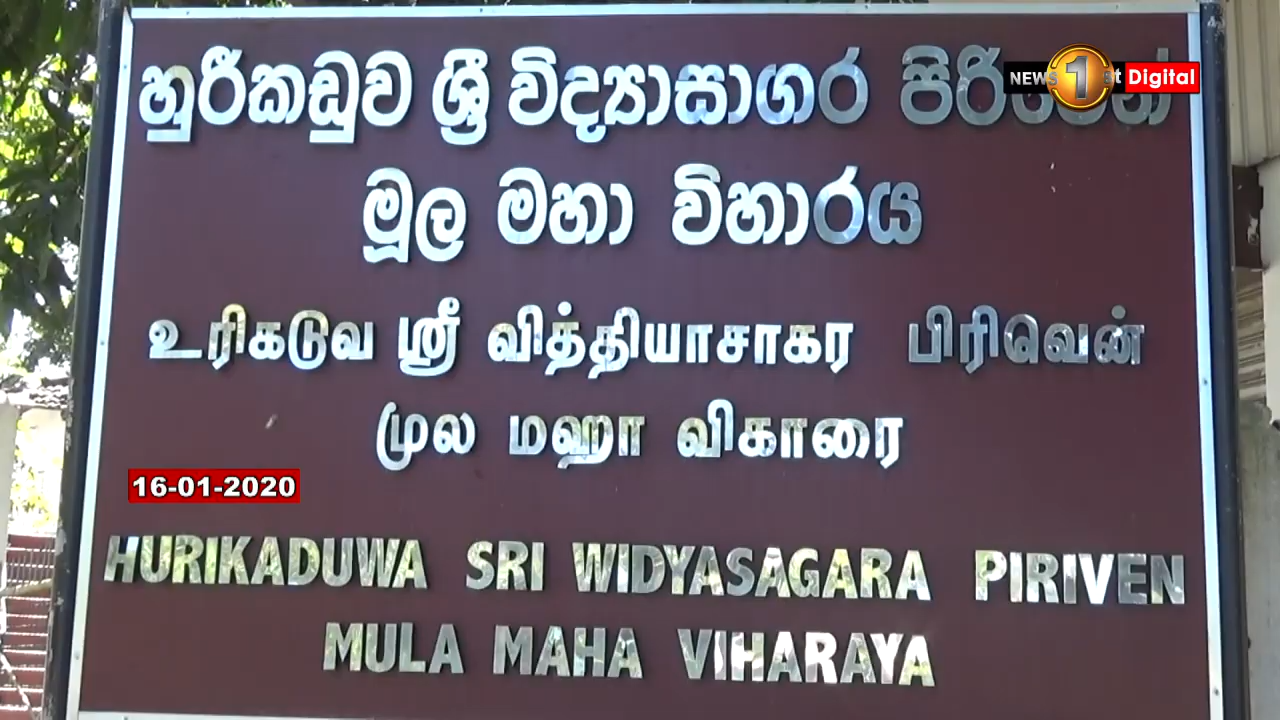 හුරීකඩුව ශ්‍රී විද්‍යාසාගර පිරිවෙන්
NEWS 1st Digital
මූල මහා විහාරය
உரிகடுவ ஸ்ரீ வித்தியாசாகர பிரிவென்
முல மஹா விகாரை
16-01-2020
HURIKADUWA SRI WIDYASAGARA PIRIVEN
MULA MAHA VIHARAYA